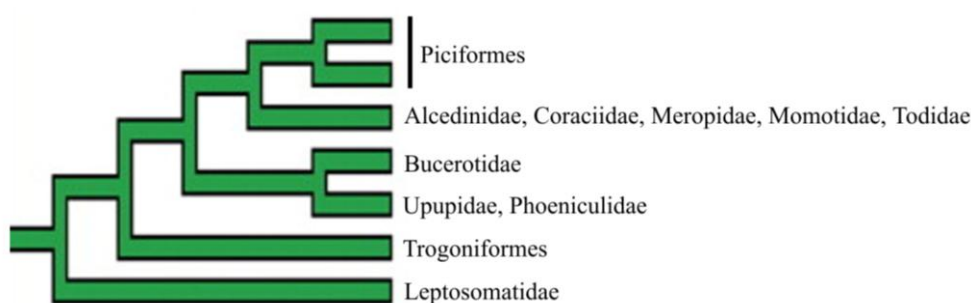 Piciformes
Alcedinidae, Coraciidae, Meropidae, Momotidae, Todidae
Bucerotidae
Upupidae, Phoeniculidae
Trogoniformes
Leptosomatidae